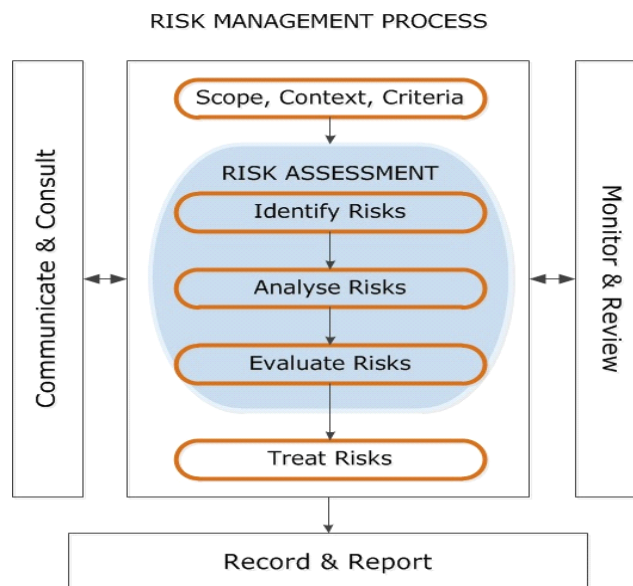 RISK MANAGEMENT PROCESS
Communicate & Consult
Scope, Context, Criteria
RISK ASSESSMENT
Identify Risks
Analyse Risks
Evaluate Risks
Treat Risks
Monitor & Review
Record & Report